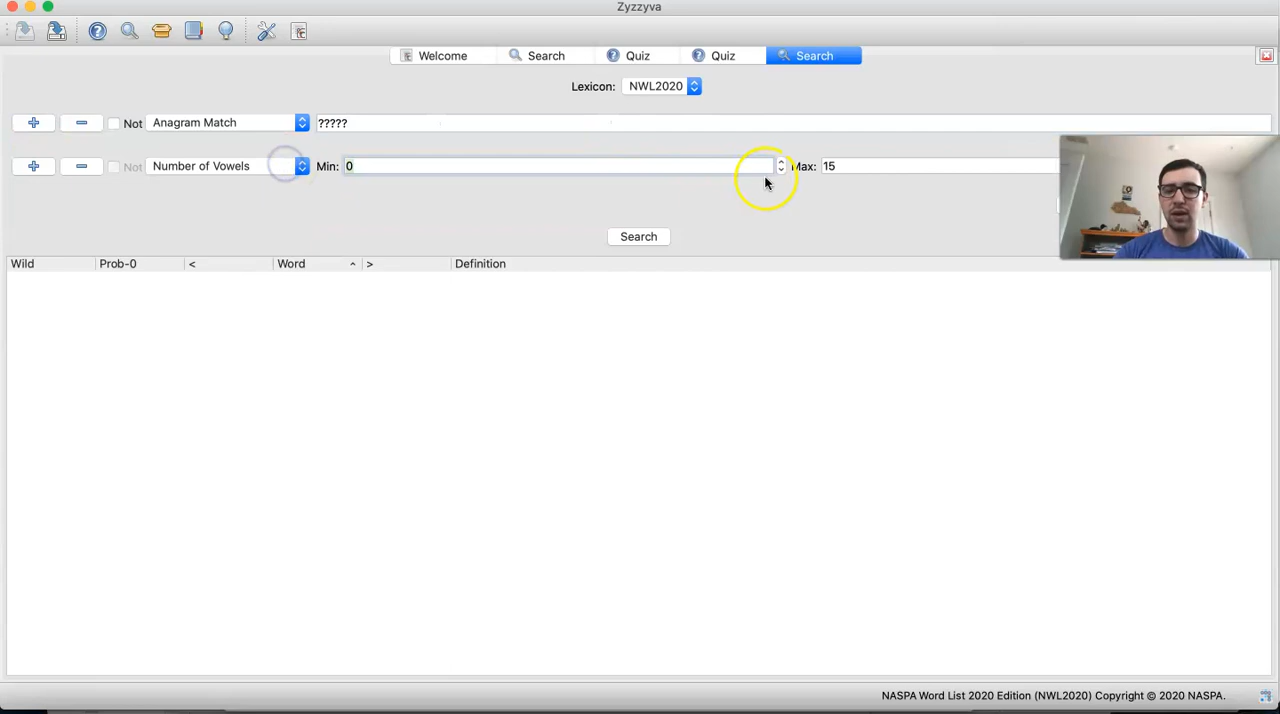 Zyzzyva
Welcome Search Quiz Quiz Search
Lexicon: NWL2020
Not Anagram Match ?????
Not Number of Vowels Min: 0 Max: 15
Search
Wild Prob-0 < Word > Definition
NASPA Word List 2020 Edition (NWL2020) Copyright © 2020 NASPA.